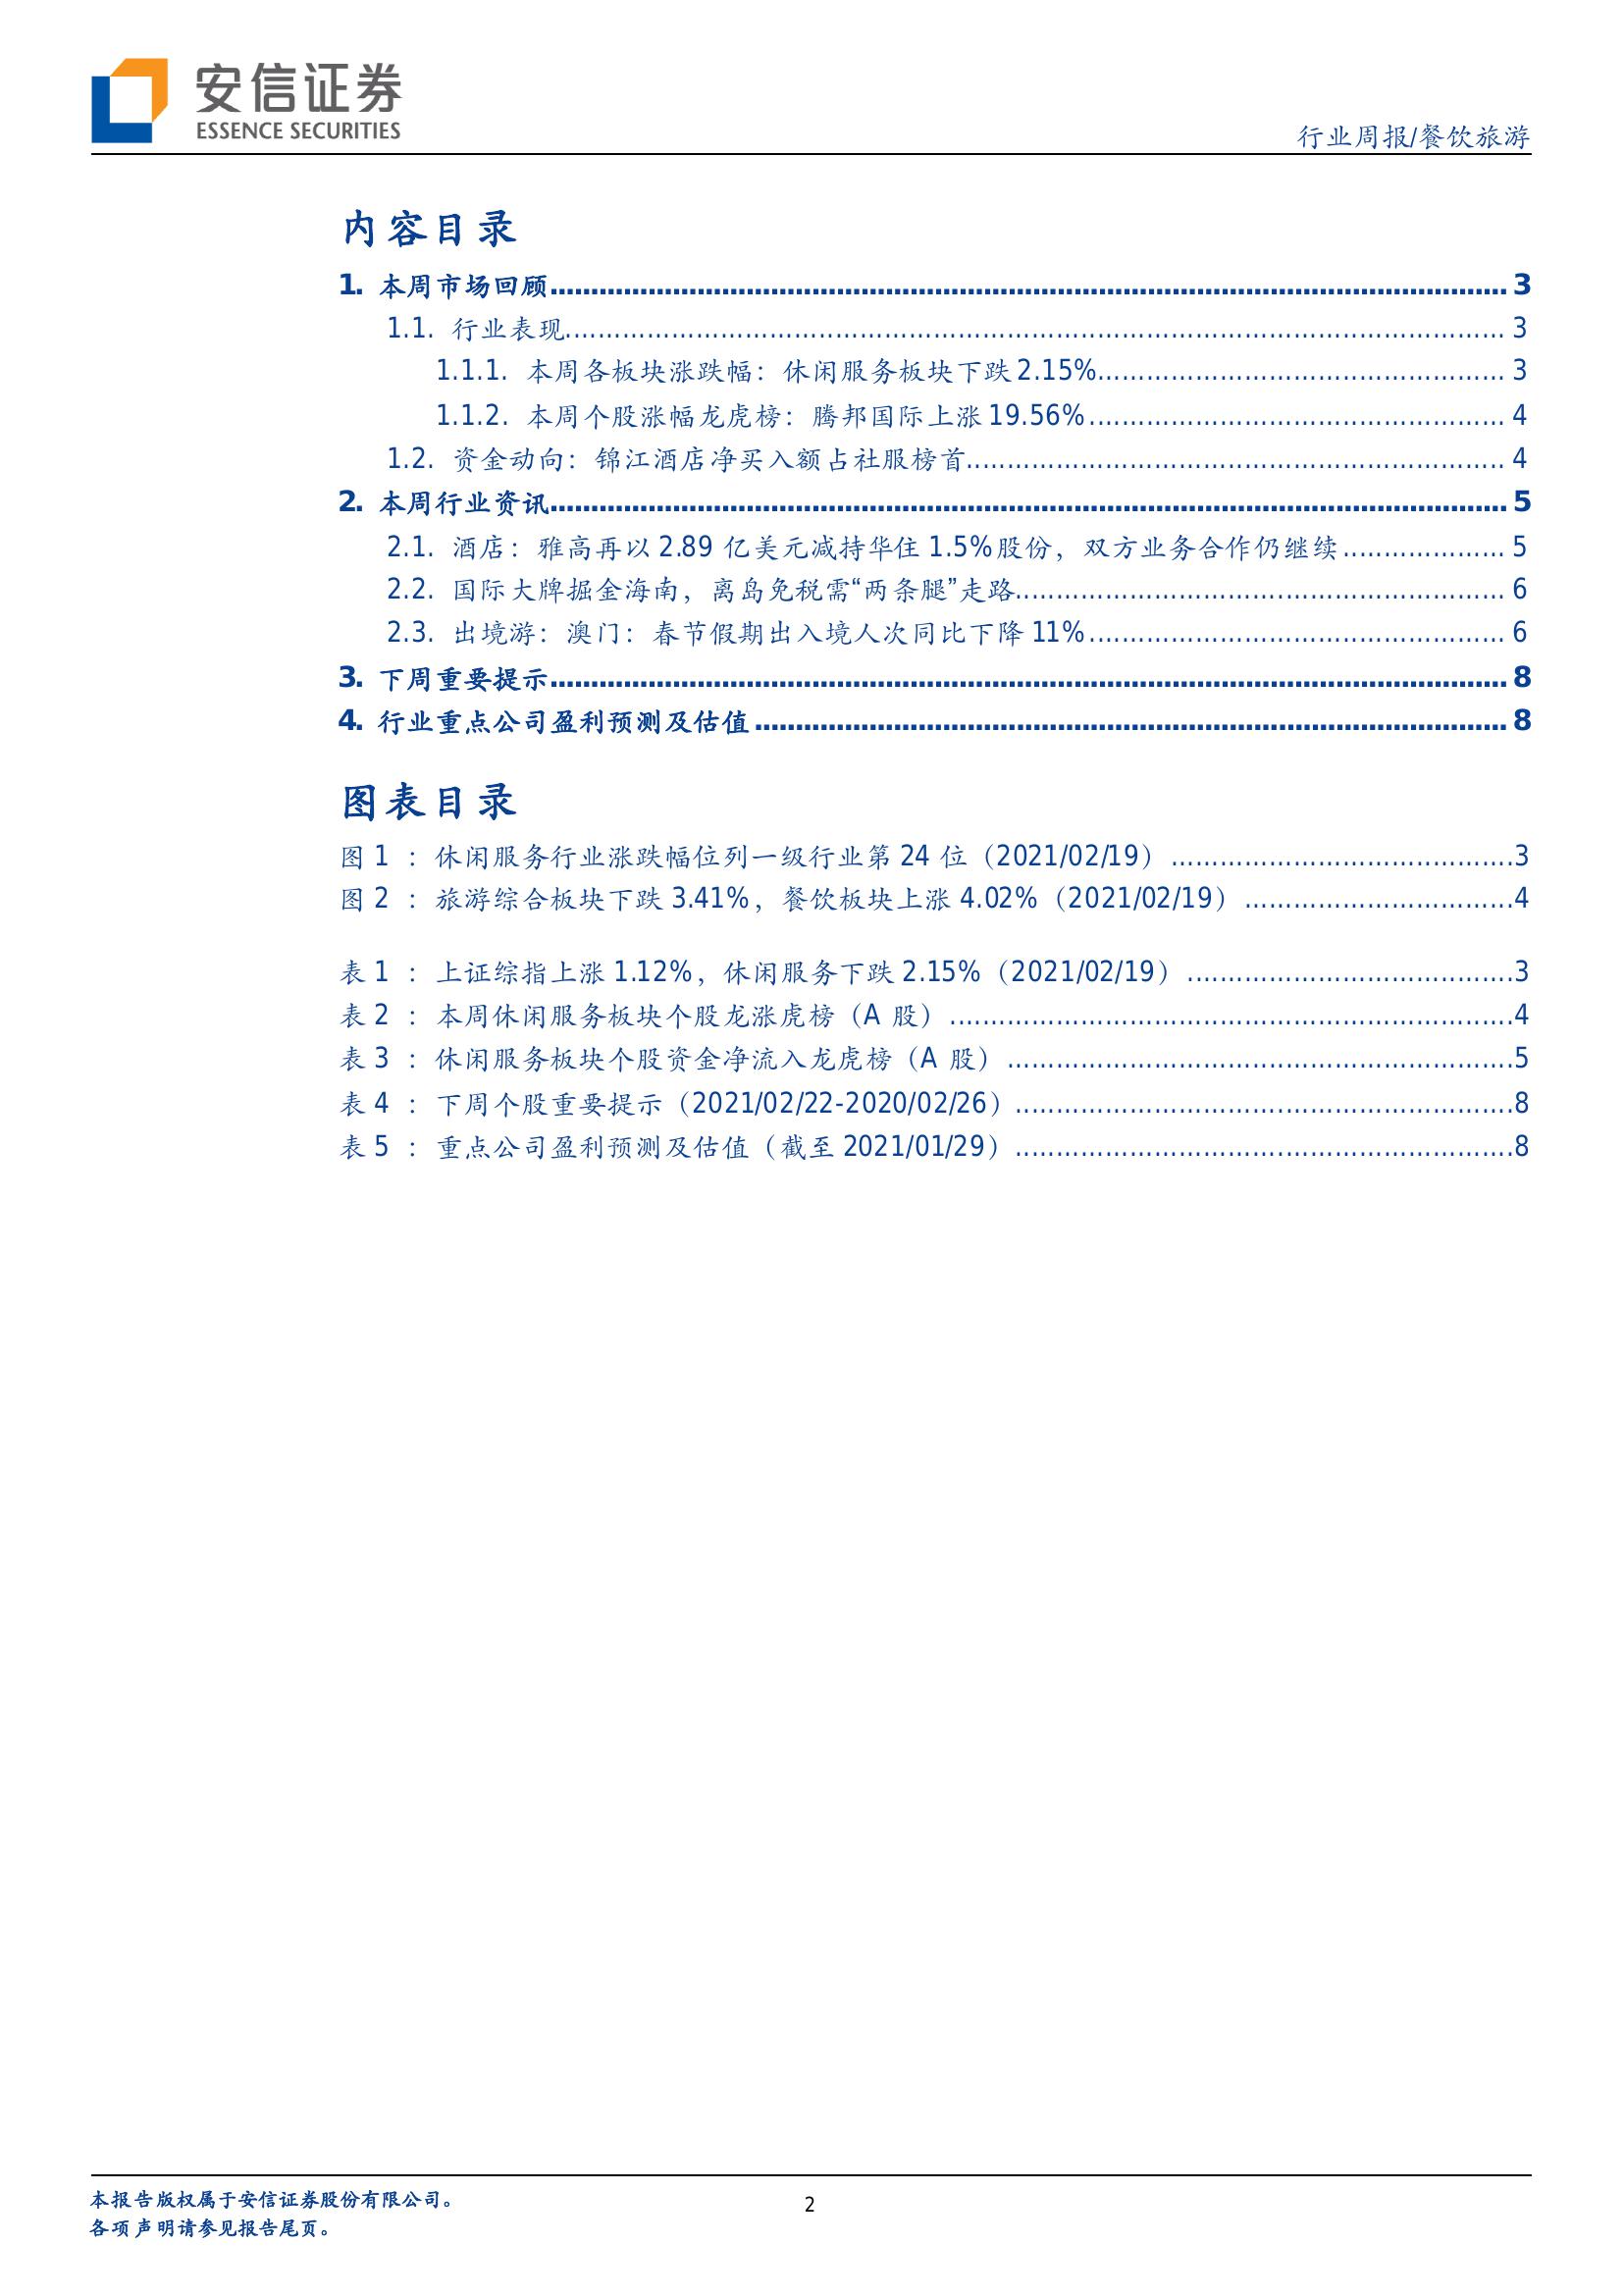 安信证券
ESSENCE SECURITIES
行业周报/餐饮旅游
内容目录
1. 本周市场回顾 3
1.1. 行业表现 3
1.1.1. 本周各板块涨跌幅：休闲服务板块下跌 2.15% 3
1.1.2. 本周个股涨幅龙虎榜：腾邦国际上涨 19.56% 4
1.2. 资金动向：锦江酒店净买入额占社服榜首 4
2. 本周行业资讯 5
2.1. 酒店：雅高再以 2.89 亿美元减持华住 1.5%股份，双方业务合作仍继续 5
2.2. 国际大牌掘金海南，离岛免税需“两条腿”走路 6
2.3. 出境游：澳门：春节假期出入境人次同比下降 11% 6
3. 下周重要提示 8
4. 行业重点公司盈利预测及估值 8
图表目录
图 1 ：休闲服务行业涨跌幅位列一级行业第 24 位（2021/02/19） 3
图 2 ：旅游综合板块下跌 3.41%，餐饮板块上涨 4.02%（2021/02/19） 4
表 1 ：上证综指上涨 1.12%，休闲服务下跌 2.15%（2021/02/19） 3
表 2 ：本周休闲服务板块个股龙涨虎榜（A 股） 4
表 3 ：休闲服务板块个股资金净流入龙虎榜（A 股） 5
表 4 ：下周个股重要提示（2021/02/22-2020/02/26） 8
表 5 ：重点公司盈利预测及估值（截至 2021/01/29） 8
本报告版权属于安信证券股份有限公司。
2
各项声明请参见报告尾页。